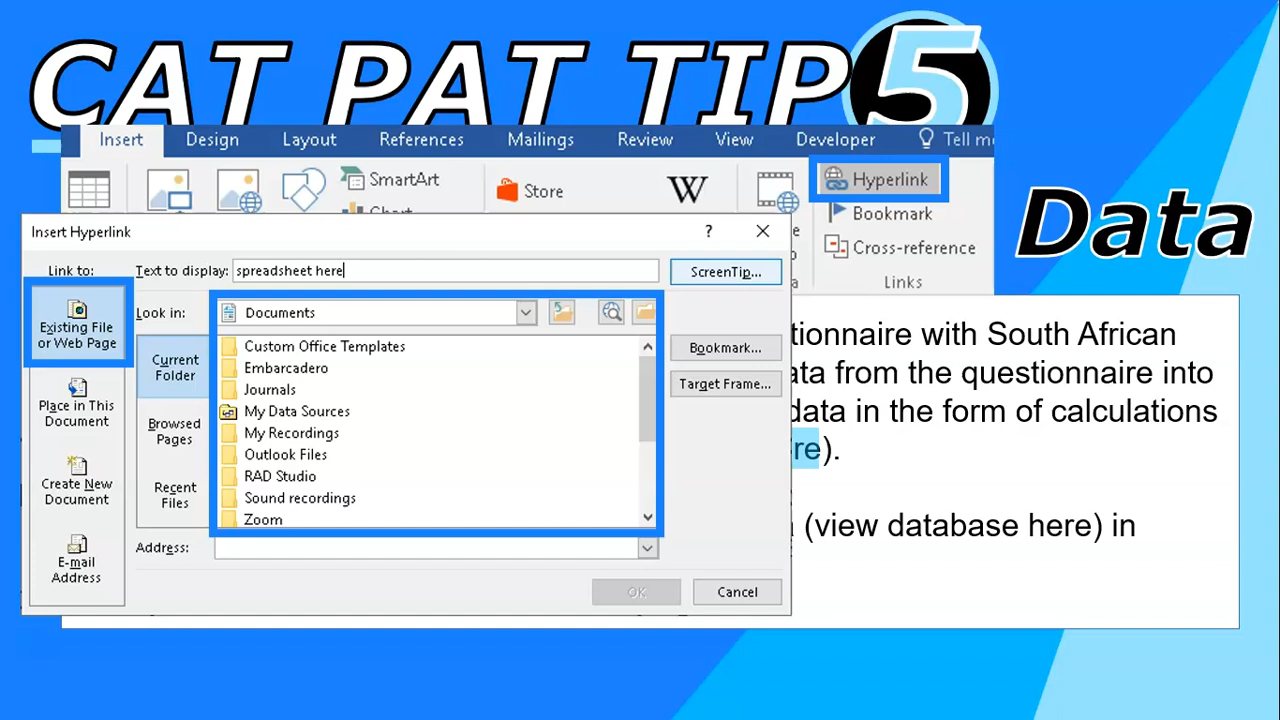 CAT PAT TIP 5
Insert Design Layout References Mailings Review View Developer Tell me
SmartArt
Store
W
Hyperlink
Chart
Bookmark
Cross-reference
Links
Data
Insert Hyperlink ? ×
Link to: Text to display: spreadsheet here ScreenTip...
Existing File or Web Page
Look in: Documents
Current Folder
Custom Office Templates
Embarcadero
Journals
My Data Sources
My Recordings
Outlook Files
RAD Studio
Sound recordings
Zoom
Place in This Document
Browsed Pages
Create New Document
Recent Files
E-mail Address
Bookmark...
Target Frame...
Address:
OK Cancel
tionnaire with South African
ata from the questionnaire into
data in the form of calculations
re).
(view database here) in